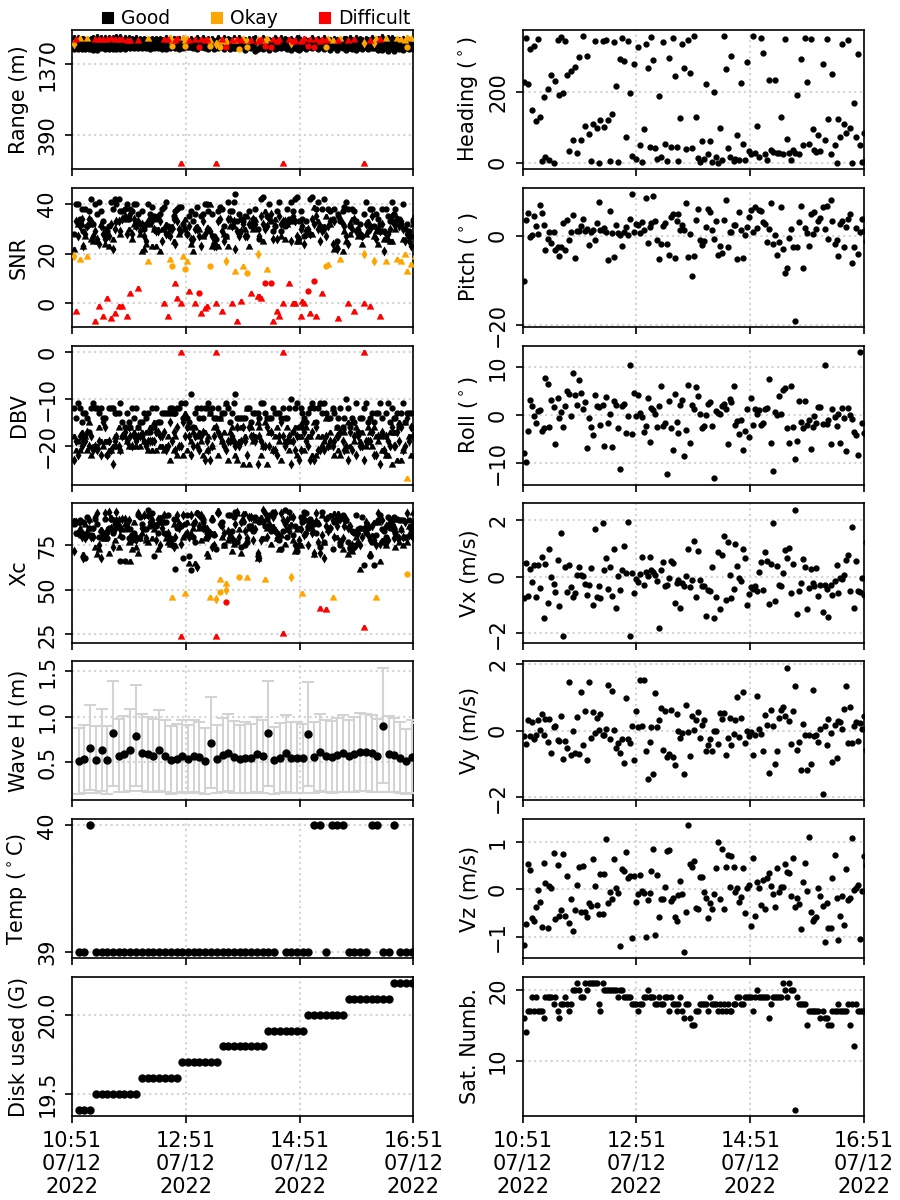 Good Okay Difficult
Range (m)
1370
390
Heading (°)
200
0
SNR
40
20
0
Pitch (°)
0
−20
DBV
0
−10
−20
Roll (°)
10
0
−10
Xc
75
50
25
Vx (m/s)
2
0
−2
Wave H (m)
1.5
1.0
0.5
Vy (m/s)
2
0
−2
Temp (°C)
40
39
Vz (m/s)
1
0
−1
Disk used (G)
20.0
19.5
Sat. Numb.
20
10
10:51 12:51 14:51 16:51
07/12 07/12 07/12 07/12
2022 2022 2022 2022
10:51 12:51 14:51 16:51
07/12 07/12 07/12 07/12
2022 2022 2022 2022